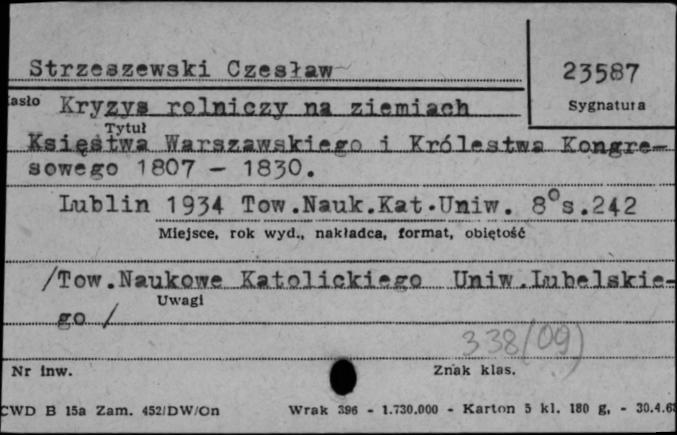 Strzeszewski Czesław
23587
asło Kryzys rolniczy na ziemiach
Sygnatura
Tytuł
Księstwa Warszawskiego i Królestwa Kongre-
sowego 1807 - 1830.
Lublin 1934 Tow.Nauk.Kat.Uniw. 8°s.242
Miejsce, rok wyd., nakładca, format, objętość
/Tow.Naukowe Katolickiego Uniw.Lubelskie-
Uwagi
go /
338(09)
Nr inw.
Znak klas.
CWD B 15a Zam. 452/DW/On Wrak 396 - 1.730.000 - Karton 5 kl. 180 g, - 30.4.6